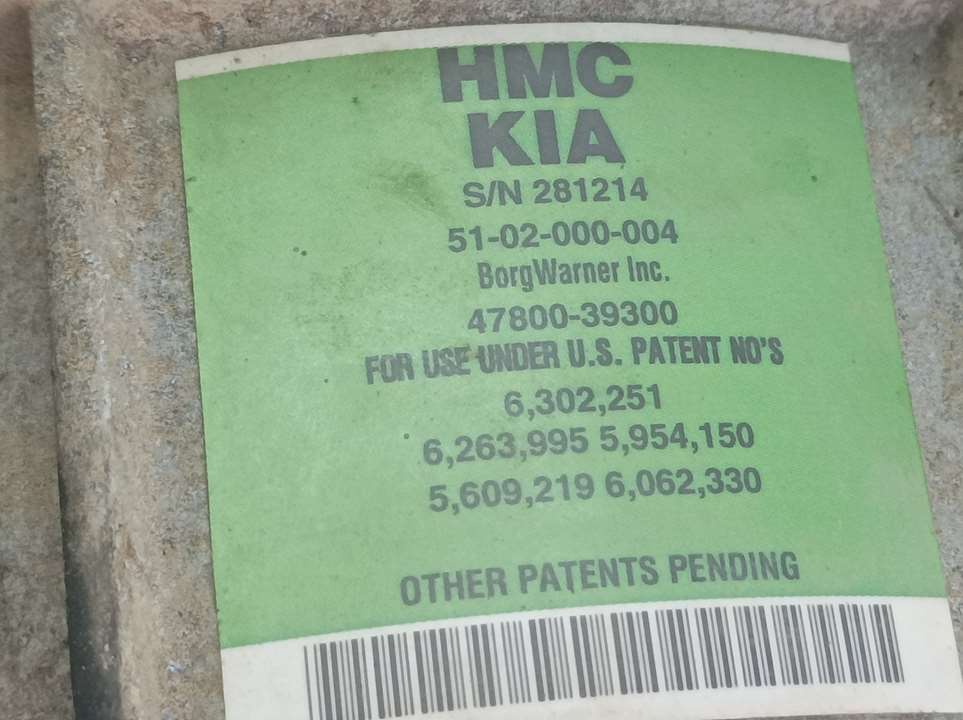 HMC
KIA
S/N 281214
51-02-000-004
BorgWarner Inc.
47800-39300
FOR USE UNDER U.S. PATENT NO'S
6,302,251
6,263,995 5,954,150
5,609,219 6,062,330
OTHER PATENTS PENDING